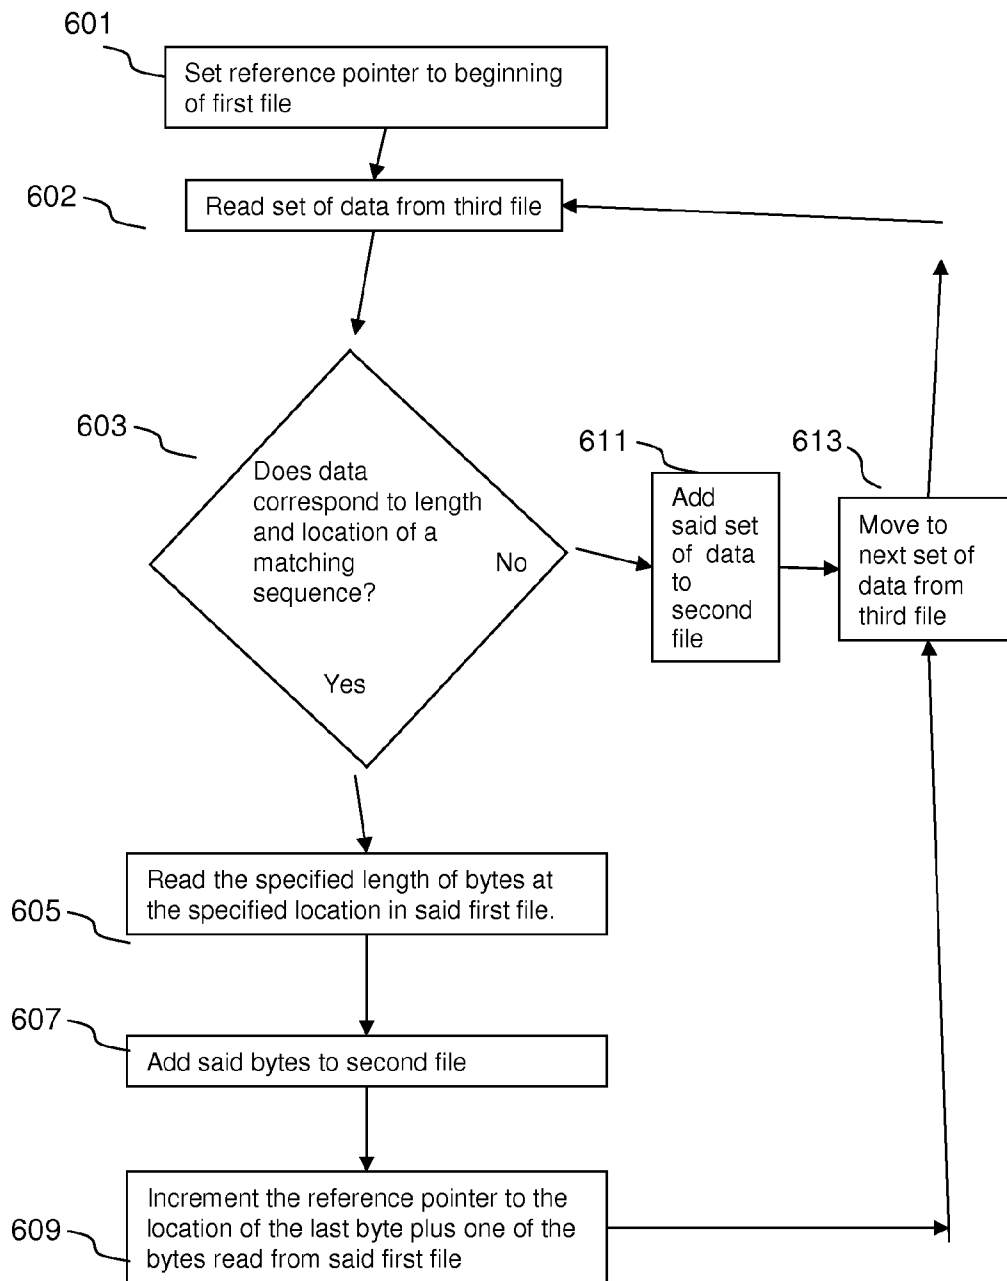 601
Set reference pointer to beginning
of first file
602
Read set of data from third file
603
Does data
correspond to length
and location of a
matching
sequence?
No
Yes
611
Add
said set
of data
to
second
file
613
Move to
next set of
data from
third file
605
Read the specified length of bytes at
the specified location in said first file.
607
Add said bytes to second file
609
Increment the reference pointer to the
location of the last byte plus one of the
bytes read from said first file